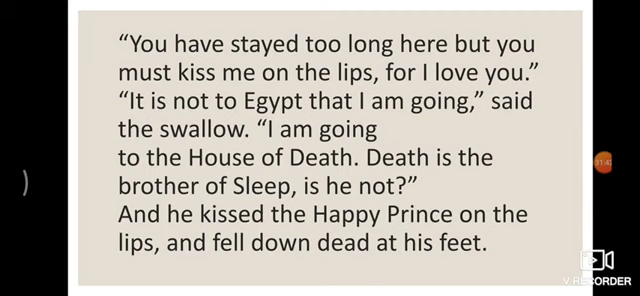 “You have stayed too long here but you
must kiss me on the lips, for I love you.”
“It is not to Egypt that I am going,” said
the swallow. “I am going
to the House of Death. Death is the
brother of Sleep, is he not?”
And he kissed the Happy Prince on the
lips, and fell down dead at his feet.
V RECORDER